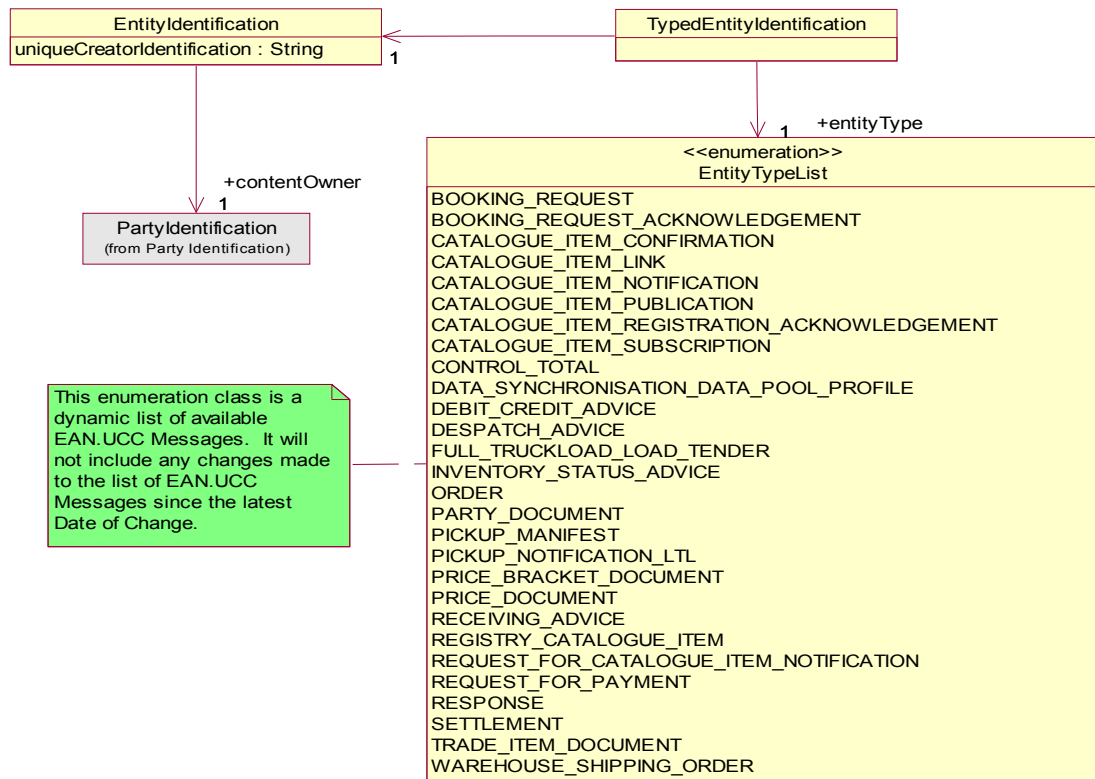 EntityIdentification
uniqueCreatorIdentification : String
TypedEntityIdentification
1
1
+entityType
+contentOwner
1
PartyIdentification
(from Party Identification)
<<enumeration>>
EntityTypeList
BOOKING_REQUEST
BOOKING_REQUEST_ACKNOWLEDGEMENT
CATALOGUE_ITEM_CONFIRMATION
CATALOGUE_ITEM_LINK
CATALOGUE_ITEM_NOTIFICATION
CATALOGUE_ITEM_PUBLICATION
CATALOGUE_ITEM_REGISTRATION_ACKNOWLEDGEMENT
CATALOGUE_ITEM_SUBSCRIPTION
CONTROL_TOTAL
DATA_SYNCHRONISATION_DATA_POOL_PROFILE
DEBIT_CREDIT_ADVICE
DESPATCH_ADVICE
FULL_TRUCKLOAD_LOAD_TENDER
INVENTORY_STATUS_ADVICE
ORDER
PARTY_DOCUMENT
PICKUP_MANIFEST
PICKUP_NOTIFICATION_LTL
PRICE_BRACKET_DOCUMENT
PRICE_DOCUMENT
RECEIVING_ADVICE
REGISTRY_CATALOGUE_ITEM
REQUEST_FOR_CATALOGUE_ITEM_NOTIFICATION
REQUEST_FOR_PAYMENT
RESPONSE
SETTLEMENT
TRADE_ITEM_DOCUMENT
WAREHOUSE_SHIPPING_ORDER
This enumeration class is a
dynamic list of available
EAN.UCC Messages. It will
not include any changes made
to the list of EAN.UCC
Messages since the latest
Date of Change.